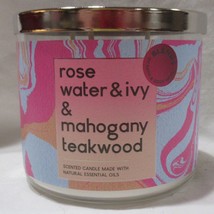 rose
water & ivy
&
mahogany
teakwood
SCENTED CANDLE MADE WITH
NATURAL ESSENTIAL OILS